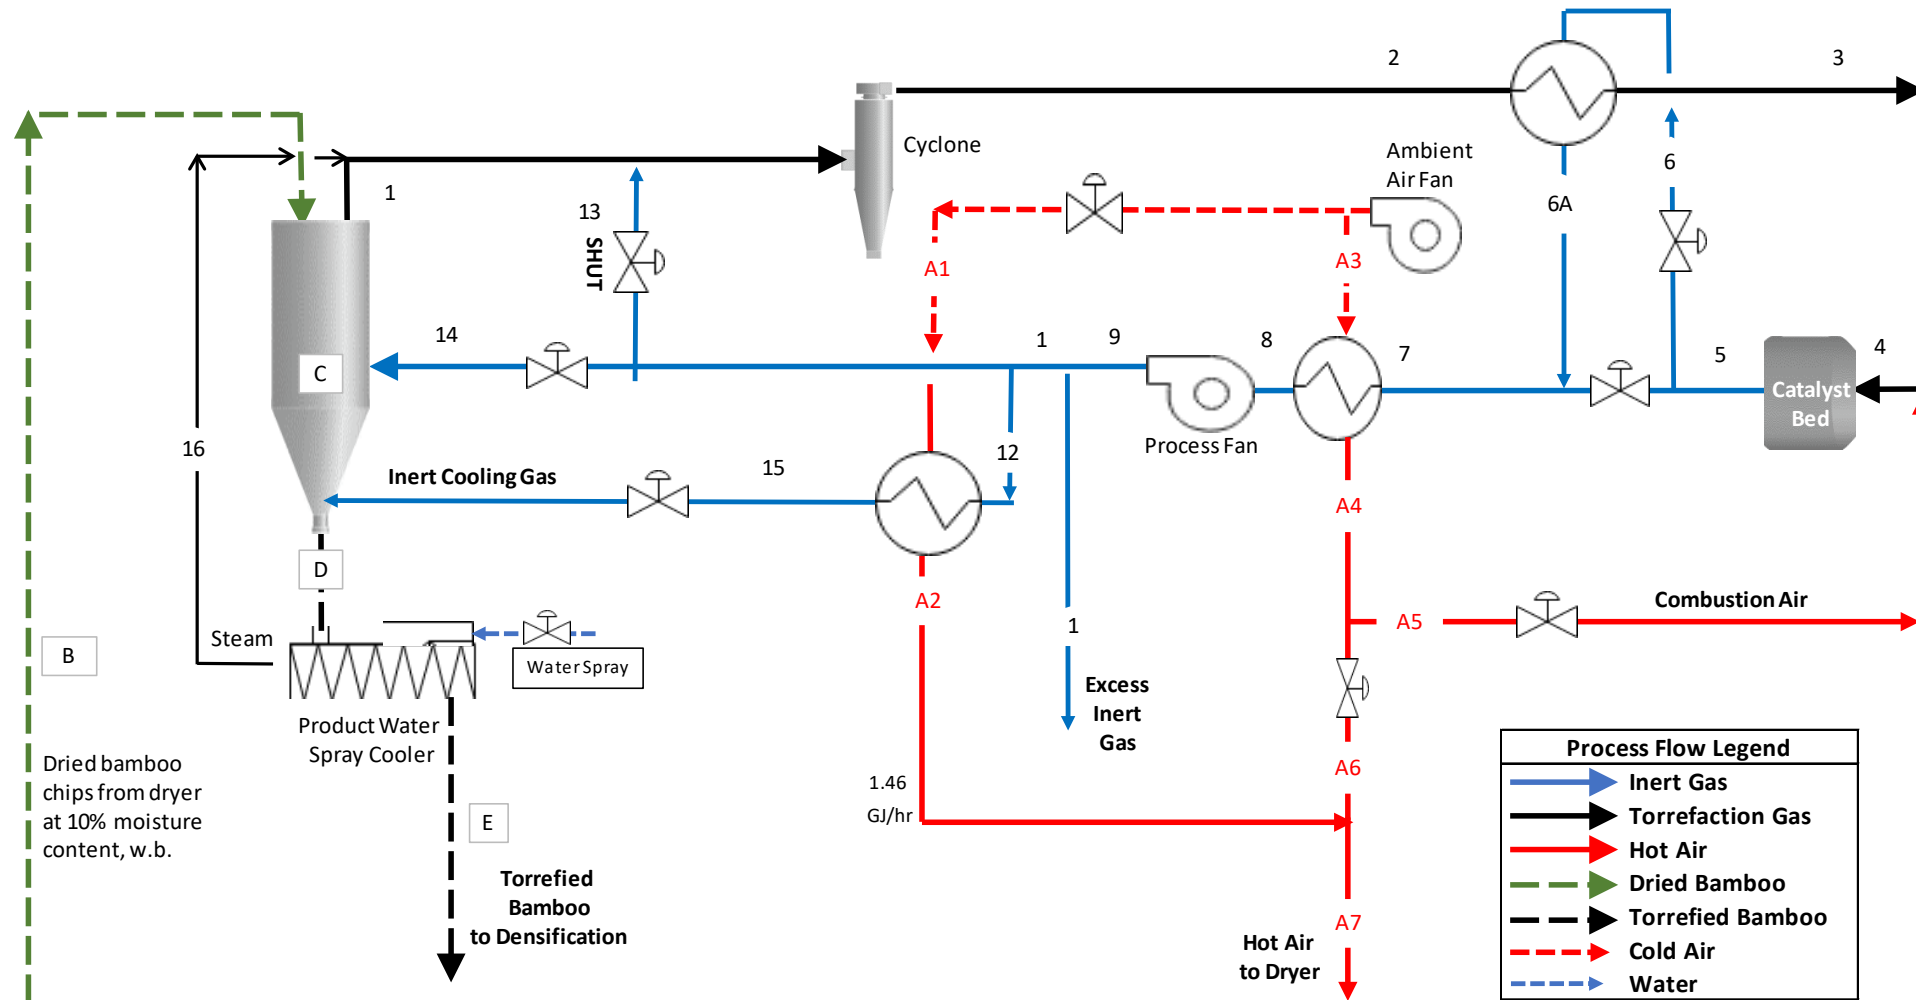 2
3
Cyclone
Ambient
Air Fan
1
13
SHUT
6
6A
A1
A3
14
1
9
8
7
5
4
C
Catalyst
Bed
Process Fan
16
Inert Cooling Gas
15
12
A4
D
A2
A5
Combustion Air
Steam
1
B
Water Spray
Excess
Inert
Gas
Product Water
Spray Cooler
Dried bamboo
chips from dryer
at 10% moisture
content, w.b.
A6
1.46
GJ/hr
E
Torrefied
Bamboo
to Densification
A7
Hot Air
to Dryer
Process Flow Legend
Inert Gas
Torrefaction Gas
Hot Air
Dried Bamboo
Torrefied Bamboo
Cold Air
Water